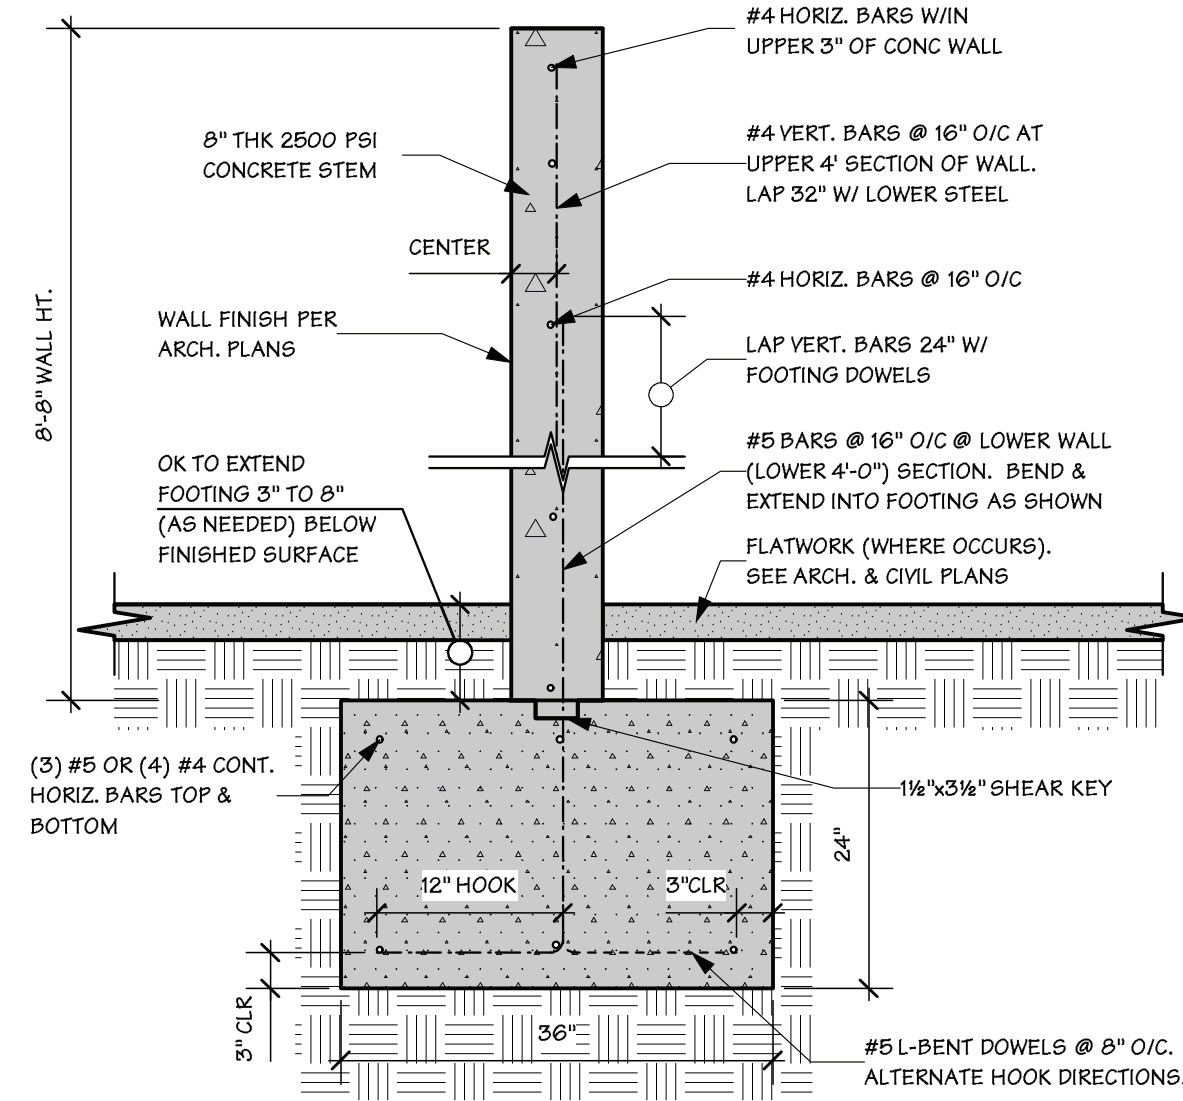 #4 HORIZ. BARS W/IN
UPPER 3" OF CONC WALL
8" THK 2500 PSI
CONCRETE STEM
#4 VERT. BARS @ 16" O/C AT
UPPER 4' SECTION OF WALL.
LAP 32" W/ LOWER STEEL
CENTER
#4 HORIZ. BARS @ 16" O/C
8'-8" WALL HT.
WALL FINISH PER
ARCH. PLANS
LAP VERT. BARS 24" W/
FOOTING DOWELS
OK TO EXTEND
FOOTING 3" TO 8"
(AS NEEDED) BELOW
FINISHED SURFACE
#5 BARS @ 16" O/C @ LOWER WALL
(LOWER 4'-0") SECTION. BEND &
EXTEND INTO FOOTING AS SHOWN
FLATWORK (WHERE OCCURS).
SEE ARCH. & CIVIL PLANS
(3) #5 OR (4) #4 CONT.
HORIZ. BARS TOP &
BOTTOM
1½"x3½" SHEAR KEY
24"
12" HOOK
3"CLR
3" CLR
36"
#5 L-BENT DOWELS @ 8" O/C.
ALTERNATE HOOK DIRECTIONS.